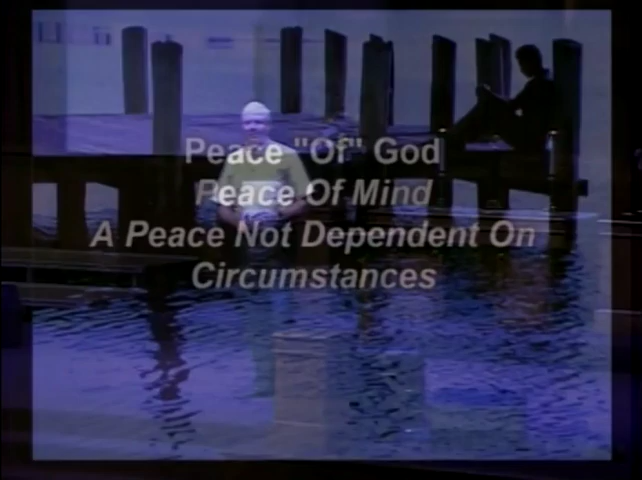 Peace "Of" God
Peace Of Mind
A Peace Not Dependent On
Circumstances